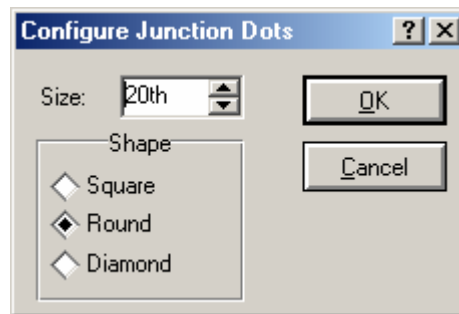 Configure Junction Dots
Size: 20th
OK
Shape
Cancel
Square
Round
Diamond